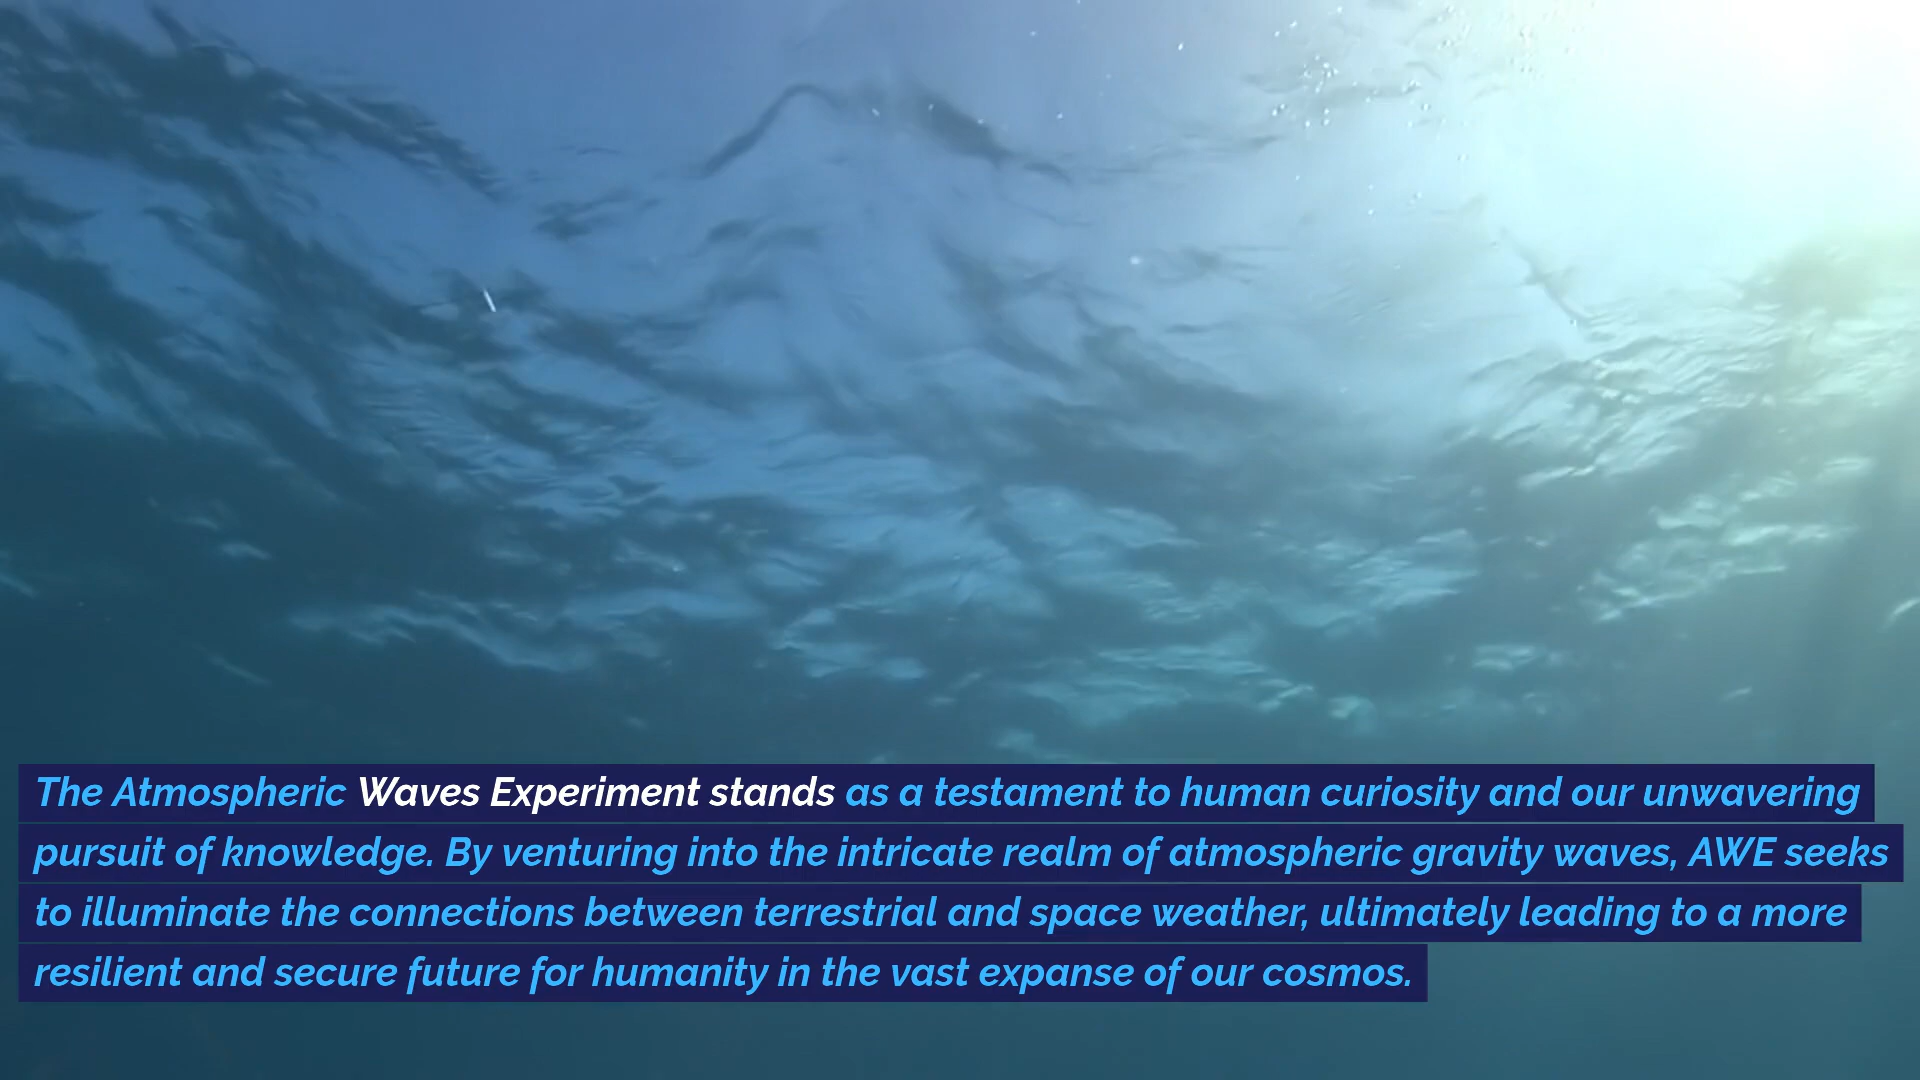 The Atmospheric Waves Experiment stands as a testament to human curiosity and our unwavering
pursuit of knowledge. By venturing into the intricate realm of atmospheric gravity waves, AWE seeks
to illuminate the connections between terrestrial and space weather, ultimately leading to a more
resilient and secure future for humanity in the vast expanse of our cosmos.